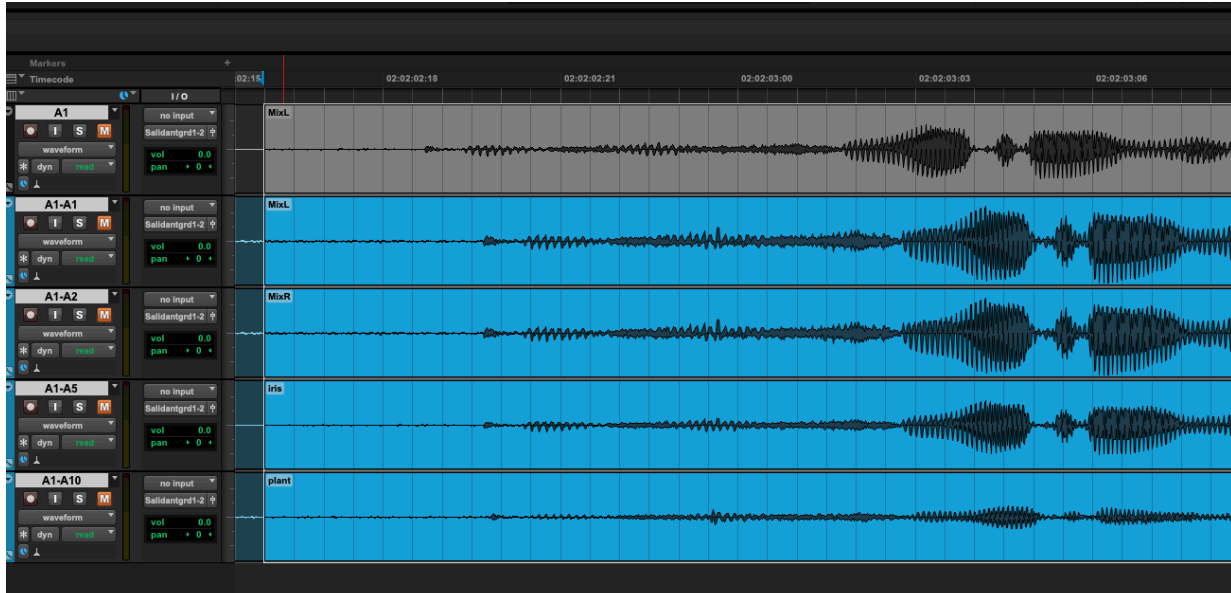 Markers +
Timecode :02:15 02:02:02:18 02:02:02:21 02:02:03:00 02:02:03:03 02:02:03:06
I / O
A1 no input MixL
I S M Salidantgrd1-2
waveform vol 0.0
dyn read pan 0
A1-A1 no input MixL
I S M Salidantgrd1-2
waveform vol 0.0
dyn read pan 0
A1-A2 no input MixR
I S M Salidantgrd1-2
waveform vol 0.0
dyn read pan 0
A1-A5 no input iris
I S M Salidantgrd1-2
waveform vol 0.0
dyn read pan 0
A1-A10 no input plant
I S M Salidantgrd1-2
waveform vol 0.0
dyn read pan 0